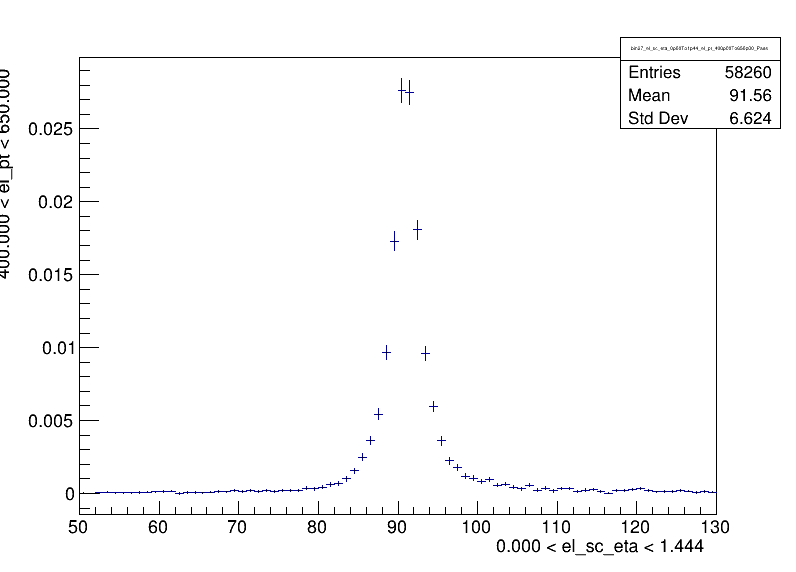 Entries 58260
Mean 91.56
Std Dev 6.624
400.000 < el_pt < 650.000
0.025
0.02
0.015
0.01
0.005
0
50 60 70 80 90 100 110 120 130
0.000 < el_sc_eta < 1.444